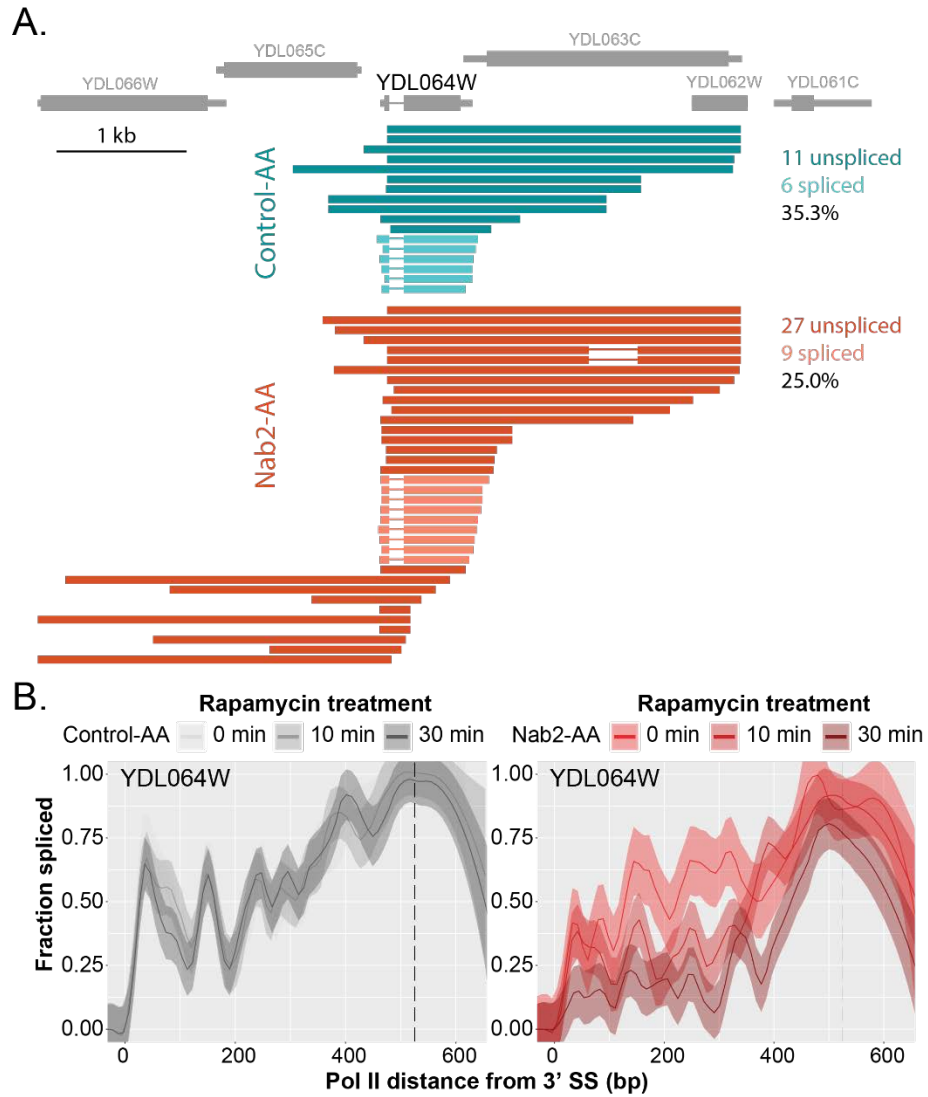 A.
YDL063C
YDL065C
YDL066W
YDL064W
YDL062W
YDL061C
1 kb
Control-AA
11 unspliced
6 spliced
35.3%
Nab2-AA
27 unspliced
9 spliced
25.0%
B.
Rapamycin treatment
Control-AA 0 min 10 min 30 min
Rapamycin treatment
Nab2-AA 0 min 10 min 30 min
YDL064W
YDL064W
Fraction spliced
1.00
0.75
0.50
0.25
0.00
1.00
0.75
0.50
0.25
0.00
0 200 400 600
0 200 400 600
Pol II distance from 3' SS (bp)